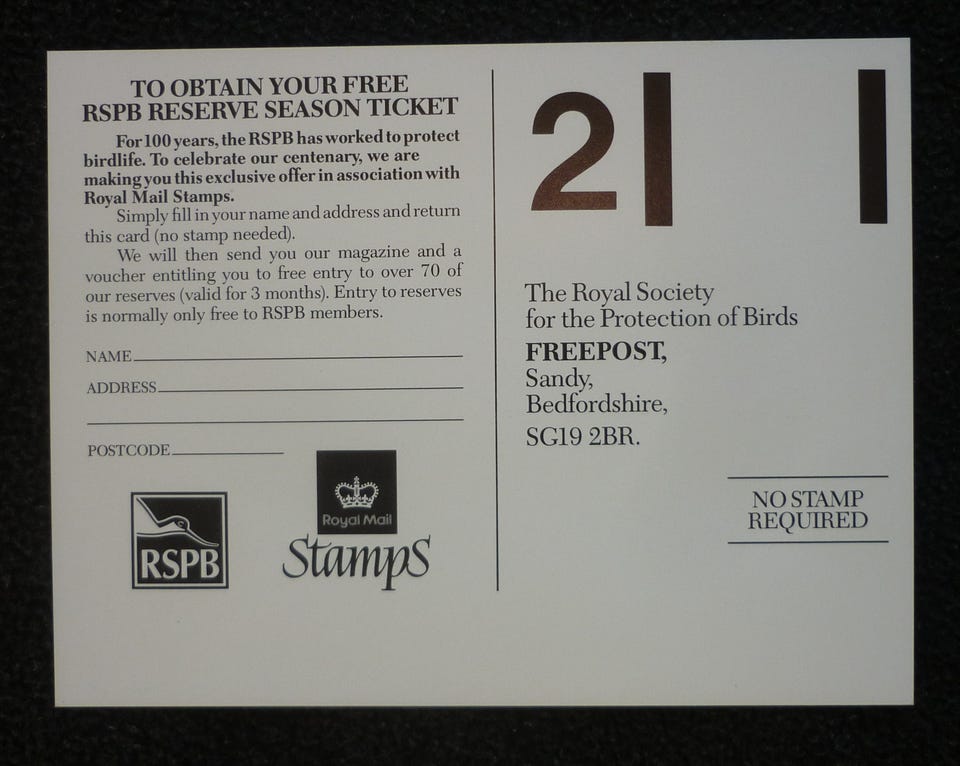 TO OBTAIN YOUR FREE
RSPB RESERVE SEASON TICKET
For 100 years, the RSPB has worked to protect
birdlife. To celebrate our centenary, we are
making you this exclusive offer in association with
Royal Mail Stamps.
Simply fill in your name and address and return
this card (no stamp needed).
We will then send you our magazine and a
voucher entitling you to free entry to over 70 of
our reserves (valid for 3 months). Entry to reserves
is normally only free to RSPB members.
NAME
ADDRESS
POSTCODE
RSPB
Royal Mail
Stamps
2
The Royal Society
for the Protection of Birds
FREEPOST,
Sandy,
Bedfordshire,
SG19 2BR.
NO STAMP
REQUIRED